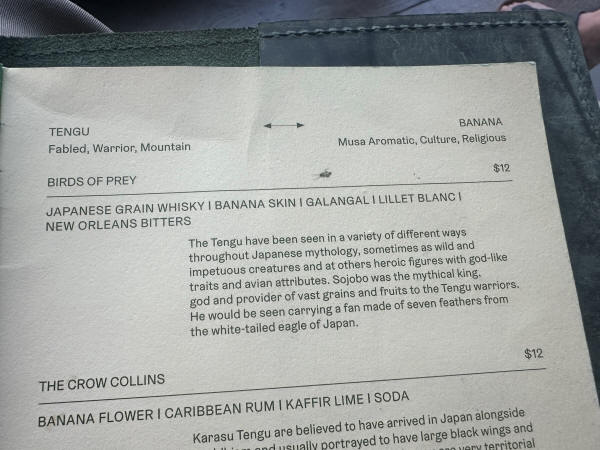 TENGU
BANANA
Fabled, Warrior, Mountain
Musa Aromatic, Culture, Religious
BIRDS OF PREY
$12
JAPANESE GRAIN WHISKY I BANANA SKIN I GALANGAL I LILLET BLANC I
NEW ORLEANS BITTERS
The Tengu have been seen in a variety of different ways
throughout Japanese mythology, sometimes as wild and
impetuous creatures and at others heroic figures with god-like
traits and avian attributes. Sojobo was the mythical king,
god and provider of vast grains and fruits to the Tengu warriors.
He would be seen carrying a fan made of seven feathers from
the white-tailed eagle of Japan.
THE CROW COLLINS
$12
BANANA FLOWER I CARIBBEAN RUM I KAFFIR LIME I SODA
Karasu Tengu are believed to have arrived in Japan alongside
and usually portrayed to have large black wings and
very territorial